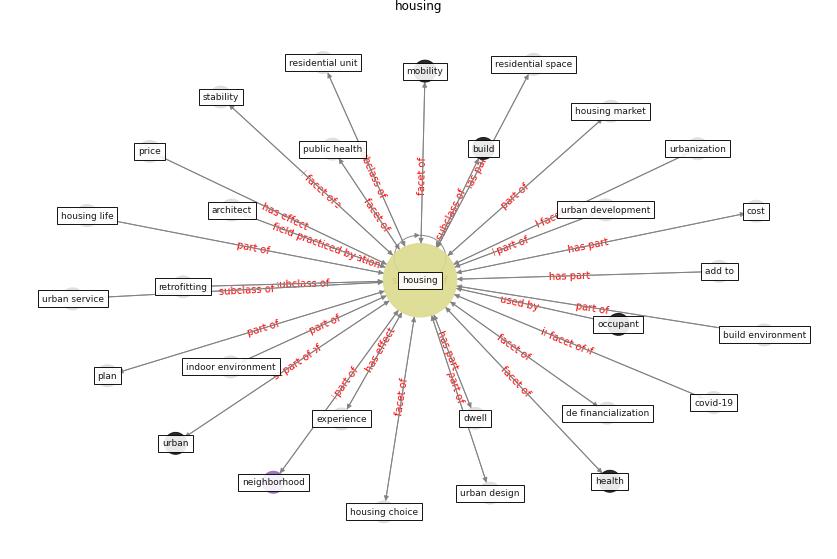 housing
residential unit
mobility
residential space
stability
housing market
price
public health
build
urbanization
subclass of
facet of
has part
facet of
facet of
part of
housing life
architect
has effect
subclass of
urban development
cost
field practiced by
part of
has part
part of
housing
has part
add to
urban service
retrofitting
subclass of
subclass of
used by
part of
occupant
build environment
part of
part of
facet of
plan
indoor environment
part of
has effect
has part
facet of
covid-19
part of
facet of
part of
facet of
experience
dwell
de financialization
urban
neighborhood
health
urban design
housing choice